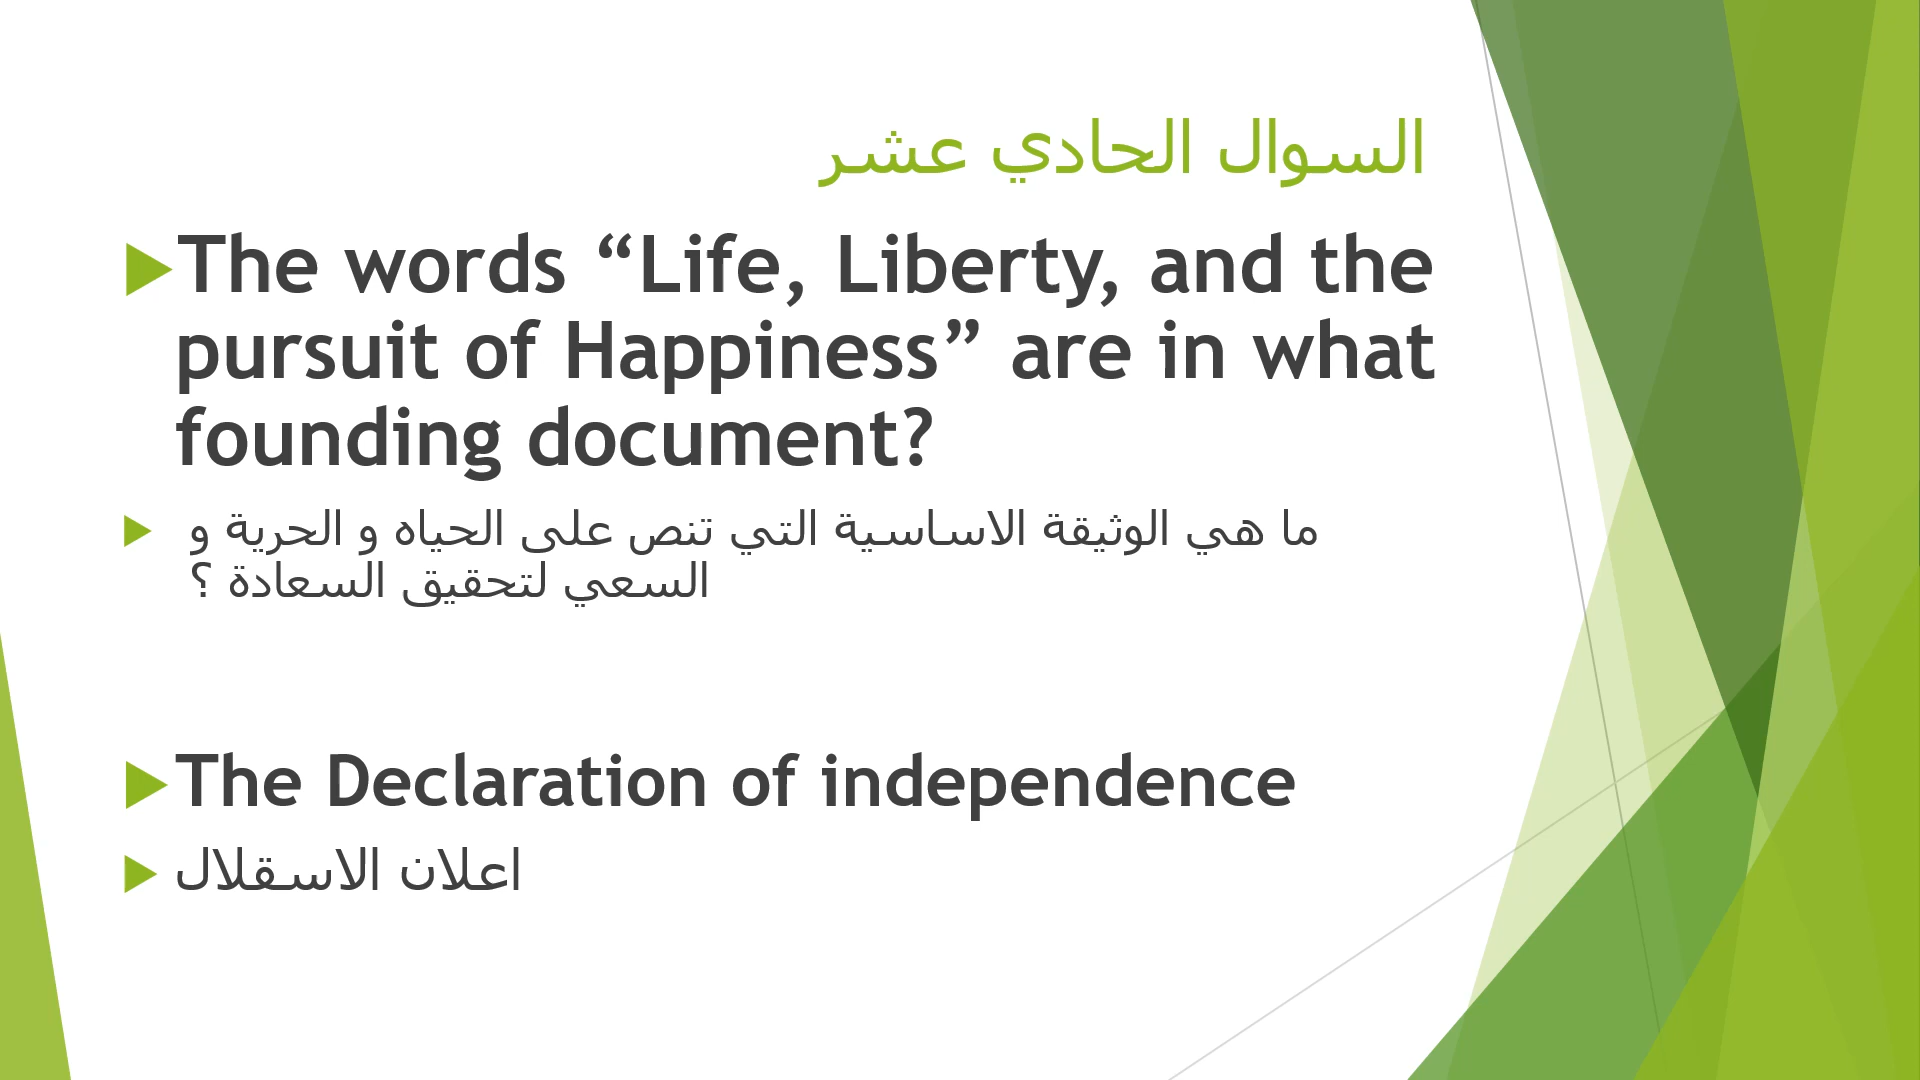 السوال الحادي عشر
The words “Life, Liberty, and the
pursuit of Happiness” are in what
founding document?
ما هي الوثيقة الاساسية التي تنص على الحياه و الحرية و
السعي لتحقيق السعادة ؟
The Declaration of independence
اعلان الاسقلال